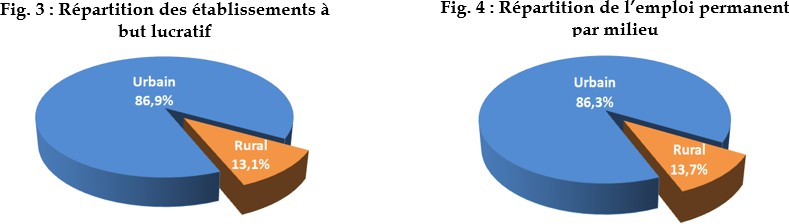 Fig. 3 : Répartition des établissements à
but lucratif
Urbain
86,9%
Rural
13,1%
Fig. 4 : Répartition de l’emploi permanent
par milieu
Urbain
86,3%
Rural
13,7%